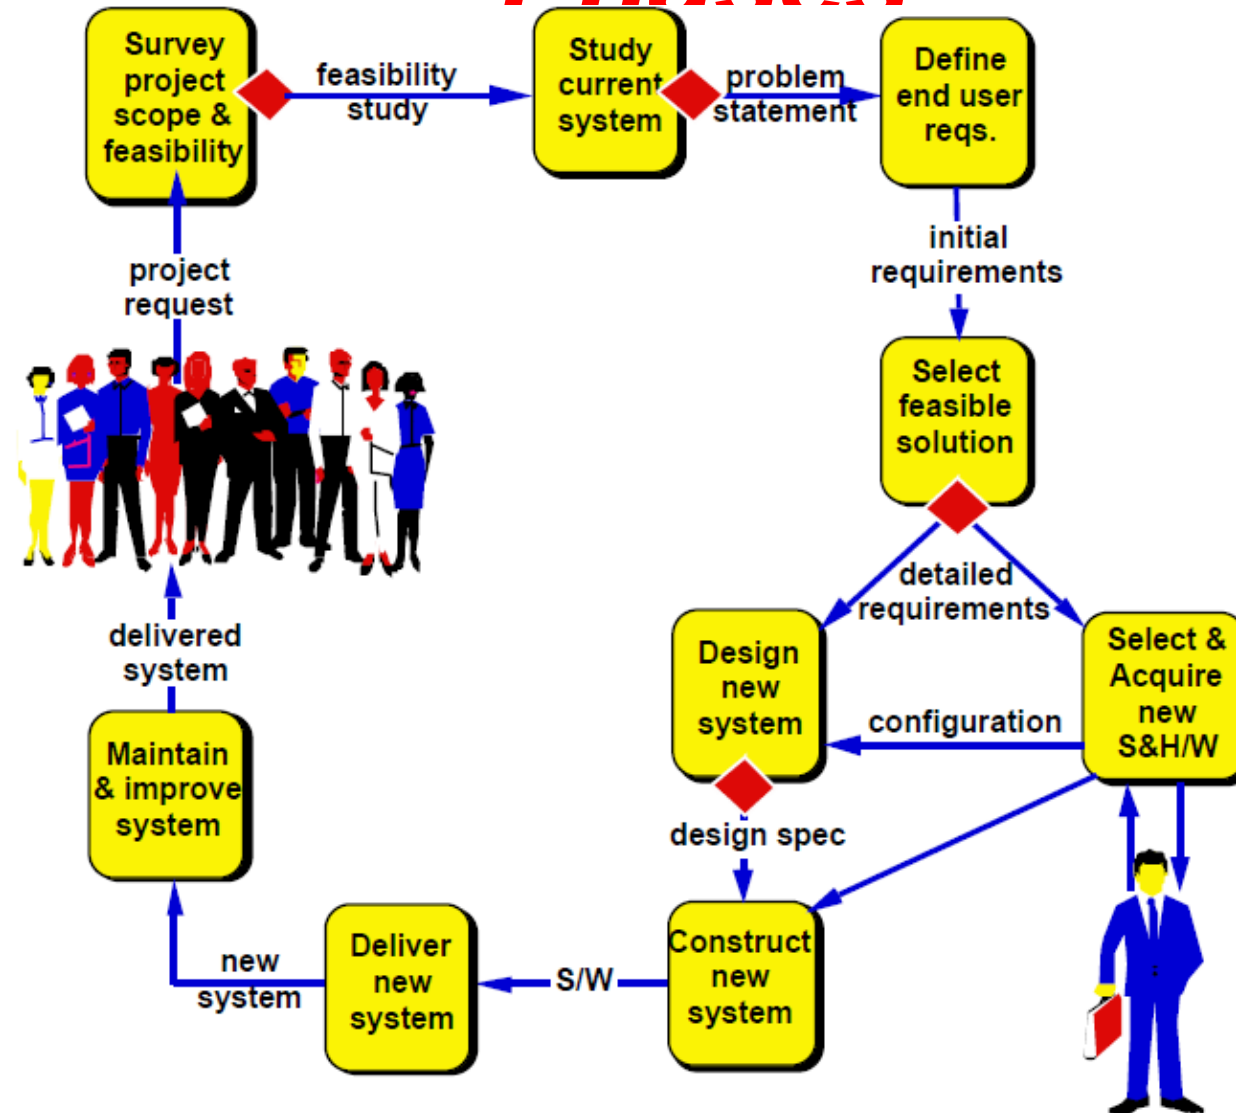 Survey
project
scope &
feasibility
feasibility
study
Study
current
system
problem
statement
Define
end user
reqs.
initial
requirements
project
request
Select
feasible
solution
detailed
requirements
Design
new
system
Select &
Acquire
new
S&H/W
configuration
delivered
system
Maintain
& improve
system
design spec
Construct
new
system
S/W
Deliver
new
system
new
system